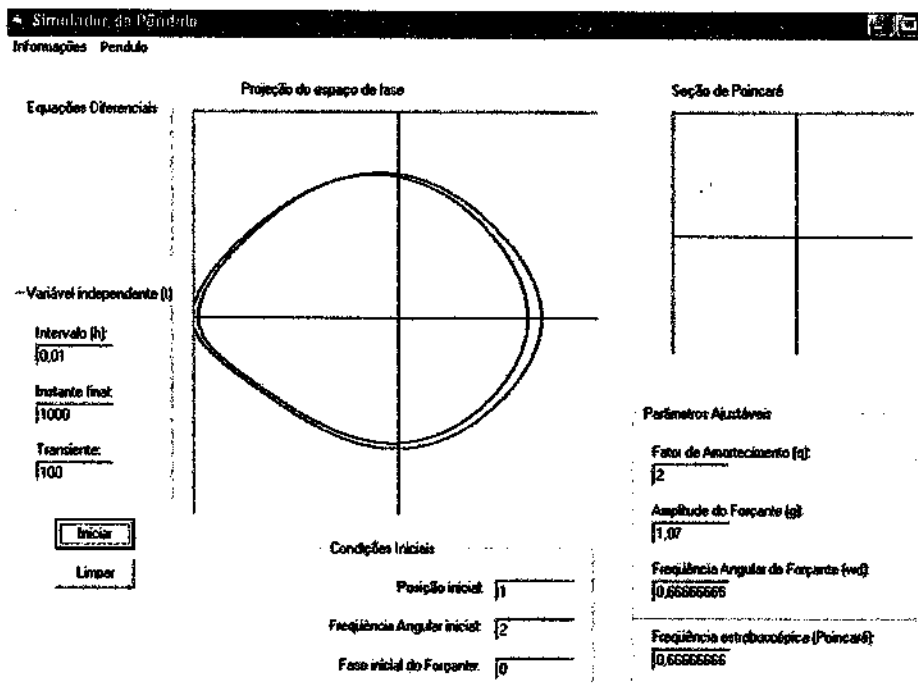 Simulador de Pêndulo
Informações Pendulo
Projeção do espaço de fase
Seção de Poincaré
Equações Diferenciais
Variável independente (t)
Intervalo (h):
0,01
Instante final:
1000
Transiente:
100
Iniciar
Limpar
Condições Iniciais
Posição inicial: 1
Freqüência Angular inicial: 2
Fase inicial do Forçante: 0
Parâmetros Ajustáveis
Fator de Amortecimento (q):
2
Amplitude do Forçante (g):
1,07
Freqüência Angular do Forçante (wd):
0,66666666
Freqüência estroboscópica (Poincaré):
0,66666666